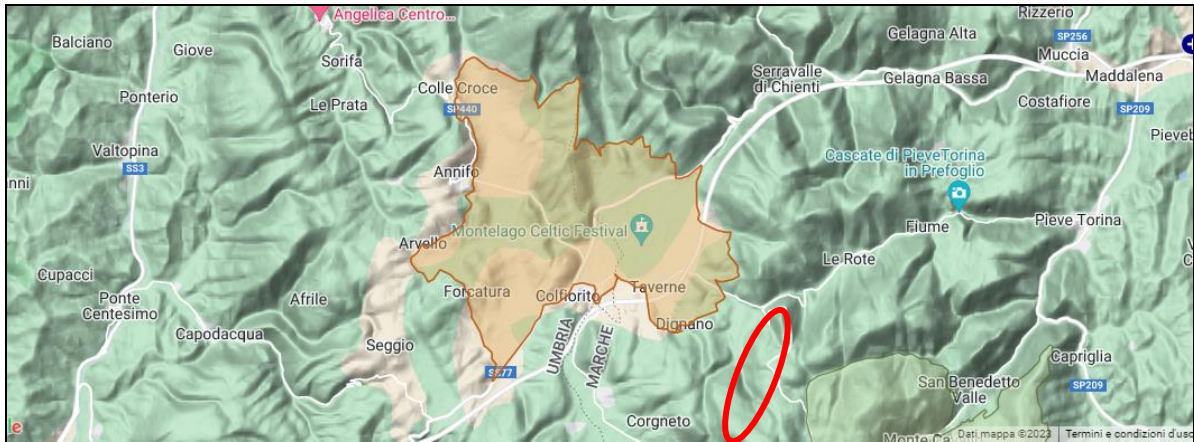 Angelica Centro...
Rizzerio
Balciano
Giove
Gelagna Alta
SP256
Muccia
Sorifa
Serravalle
di Chienti
Gelagna Bassa
Maddalena
Colle Croce
Ponterio
Le Prata
SP440
Costafiore
SP209
Valtopina
SS3
Cascate di PieveTorina
in Prefoglio
Annifo
Montelago Celtic Festival
Fiume
Pieve Torina
Arvello
Le Rote
Cupacci
Forcatura
Colfiorito
Taverne
Afrile
Ponte
Centesimo
Capodacqua
Dignano
Seggio
UMBRIA
MARCHE
SS77
Capriglia
San Benedetto
Valle
SP209
Corgneto
Dati mappa ©2023
Termini e condizioni d'uso